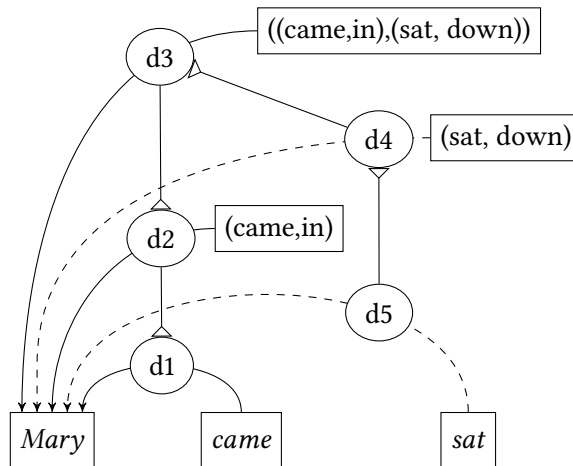 ((came,in),(sat, down))
d3
d4
(sat, down)
d2
(came,in)
d5
d1
Mary
came
sat